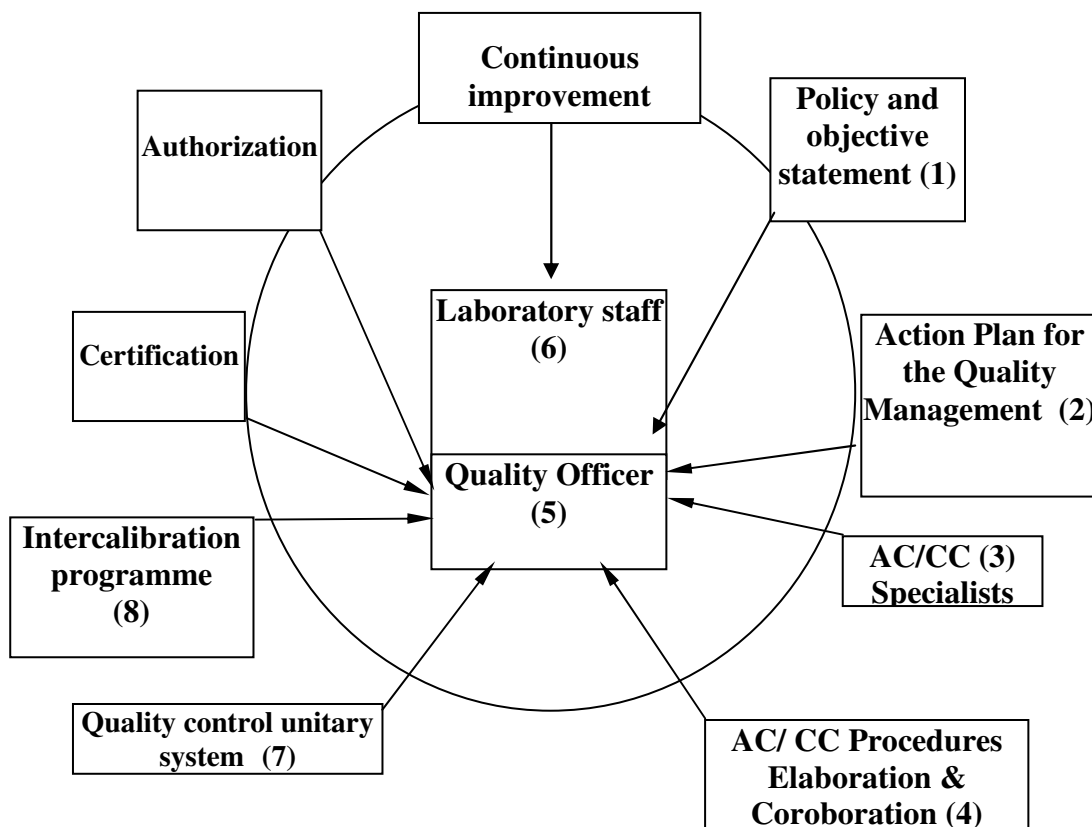 Continuous
improvement
Policy and
objective
statement (1)
Authorization
Laboratory staff
(6)
Action Plan for
the Quality
Management (2)
Certification
Quality Officer
(5)
Intercalibration
programme
(8)
AC/CC (3)
Specialists
Quality control unitary
system (7)
AC/ CC Procedures
Elaboration &
Coroboration (4)